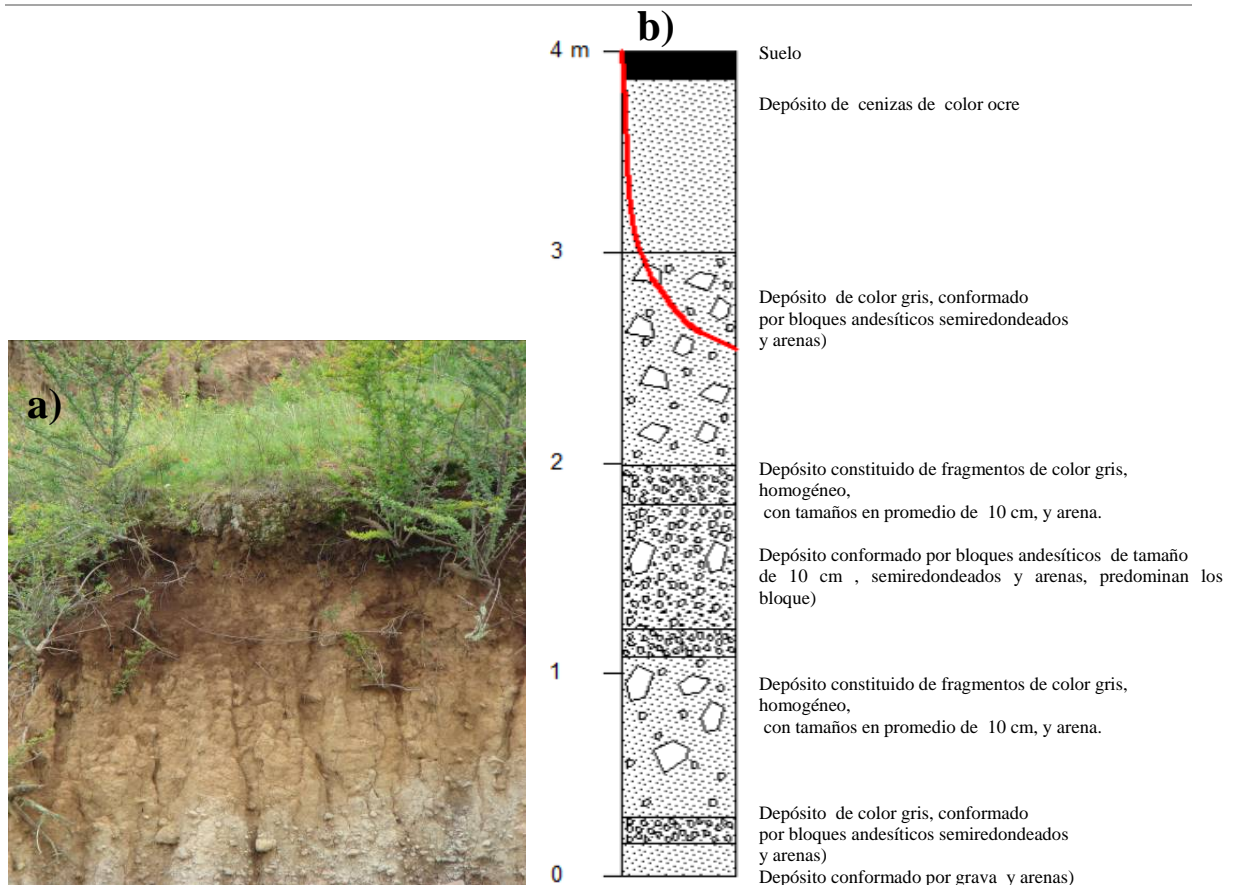 b)
4 m
Suelo
Depósito de cenizas de color ocre
3
Depósito de color gris, conformado
por bloques andesíticos semiredondeados
y arenas)
a)
2
Depósito constituido de fragmentos de color gris,
homogéneo,
con tamaños en promedio de 10 cm, y arena.
Depósito conformado por bloques andesíticos de tamaño
de 10 cm , semiredondeados y arenas, predominan los
bloque)
1
Depósito constituido de fragmentos de color gris,
homogéneo,
con tamaños en promedio de 10 cm, y arena.
Depósito de color gris, conformado
por bloques andesíticos semiredondeados
y arenas)
0
Depósito conformado por grava y arenas)